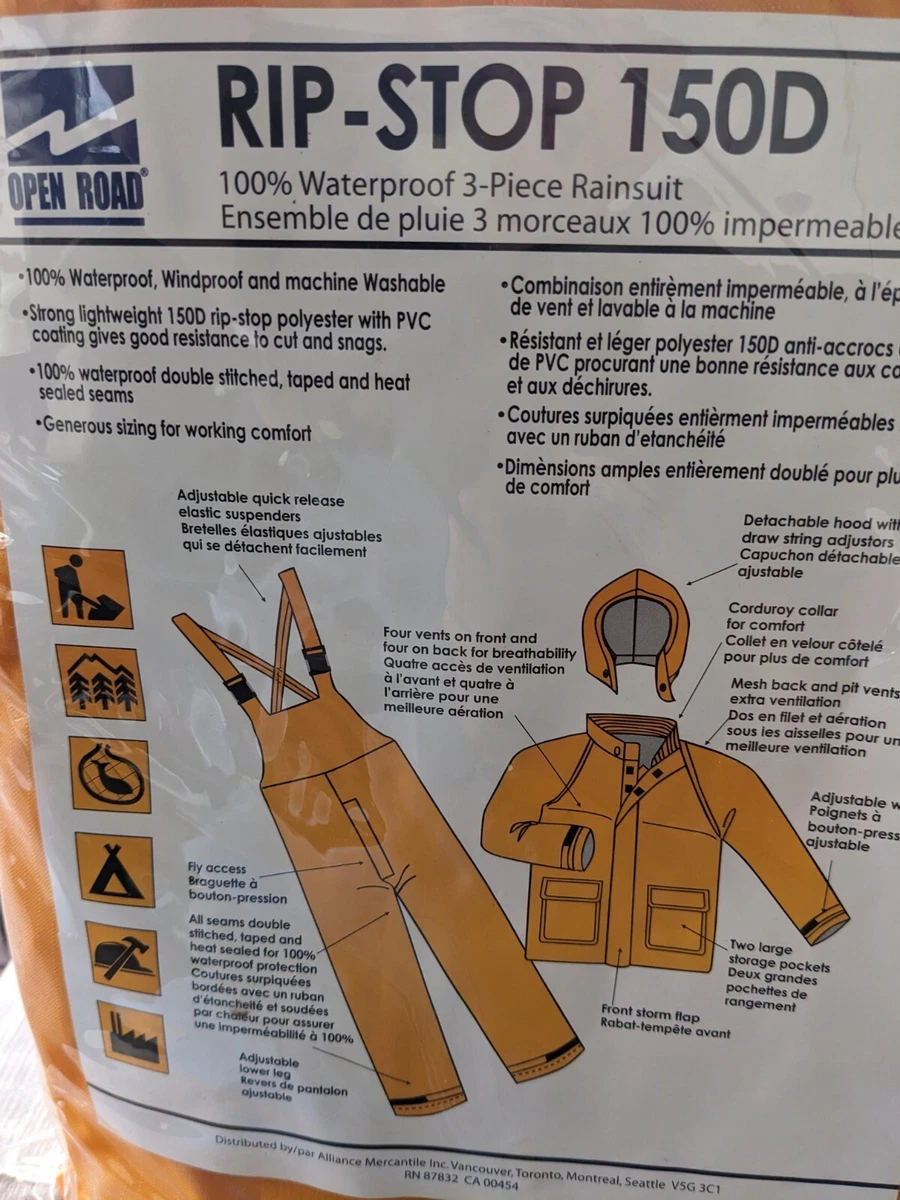 RIP-STOP 150D
OPEN ROAD®
100% Waterproof 3-Piece Rainsuit
Ensemble de pluie 3 morceaux 100% impermeable
•100% Waterproof, Windproof and machine Washable
•Strong lightweight 150D rip-stop polyester with PVC
coating gives good resistance to cut and snags.
•100% waterproof double stitched, taped and heat
sealed seams
•Generous sizing for working comfort
•Combinaison entirèment imperméable, à l'ép
de vent et lavable à la machine
•Résistant et léger polyester 150D anti-accrocs
de PVC procurant une bonne résistance aux co
et aux déchirures.
•Coutures surpiquées entièrment imperméables
avec un ruban d'etanchéité
•Dimènsions amples entièrement doublé pour plu
de comfort
Adjustable quick release
elastic suspenders
Bretelles élastiques ajustables
qui se détachent facilement
Four vents on front and
four on back for breathability
Quatre accès de ventilation
à l'avant et quatre à
l'arrière pour une
meilleure aération
Detachable hood with
draw string adjustors
Capuchon détachable
ajustable
Corduroy collar
for comfort
Collet en velour côtelé
pour plus de comfort
Mesh back and pit vents
extra ventilation
Dos en filet et aération
sous les aisselles pour un
meilleure ventilation
Adjustable w
Poignets à
bouton-press
ajustable
Fly access
Braguette à
bouton-pression
All seams double
stitched, taped and
heat sealed for 100%
waterproof protection
Coutures surpiquées
bordées avec un ruban
d'étancheité et soudées
par chaleur pour assurer
une imperméabilité à 100%
Adjustable
lower leg
Revers de pantalon
ajustable
Two large
storage pockets
Deux grandes
pochettes de
rangement
Front storm flap
Rabat-tempête avant
Distributed by/par Alliance Mercantile Inc. Vancouver, Toronto, Montreal, Seattle V5G 3C1
RN 87832 CA 00454